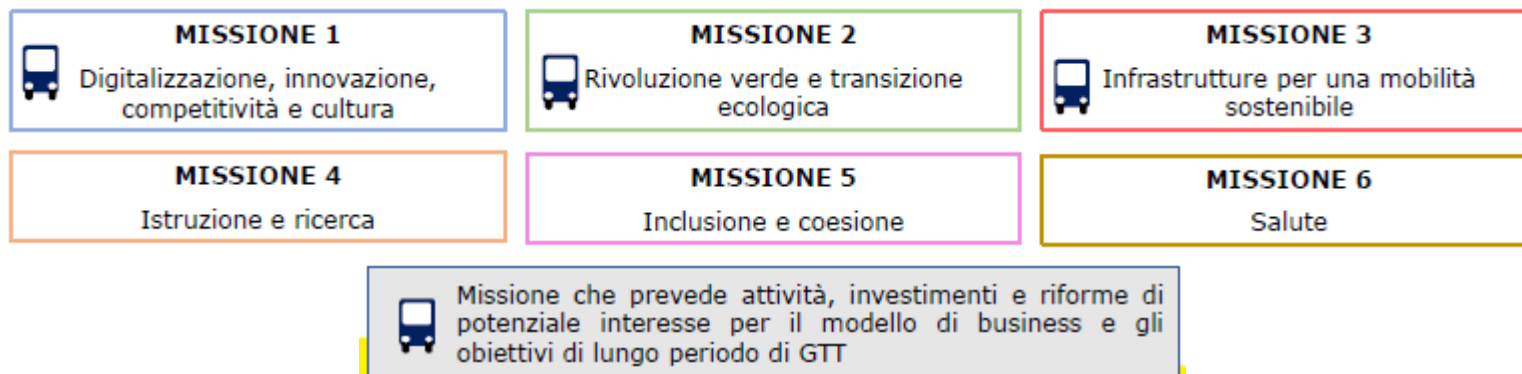 MISSIONE 1
Digitalizzazione, innovazione,
competitività e cultura
MISSIONE 2
Rivoluzione verde e transizione
ecologica
MISSIONE 3
Infrastrutture per una mobilità
sostenibile
MISSIONE 4
Istruzione e ricerca
MISSIONE 5
Inclusione e coesione
MISSIONE 6
Salute
Missione che prevede attività, investimenti e riforme di
potenziale interesse per il modello di business e gli
obiettivi di lungo periodo di GTT